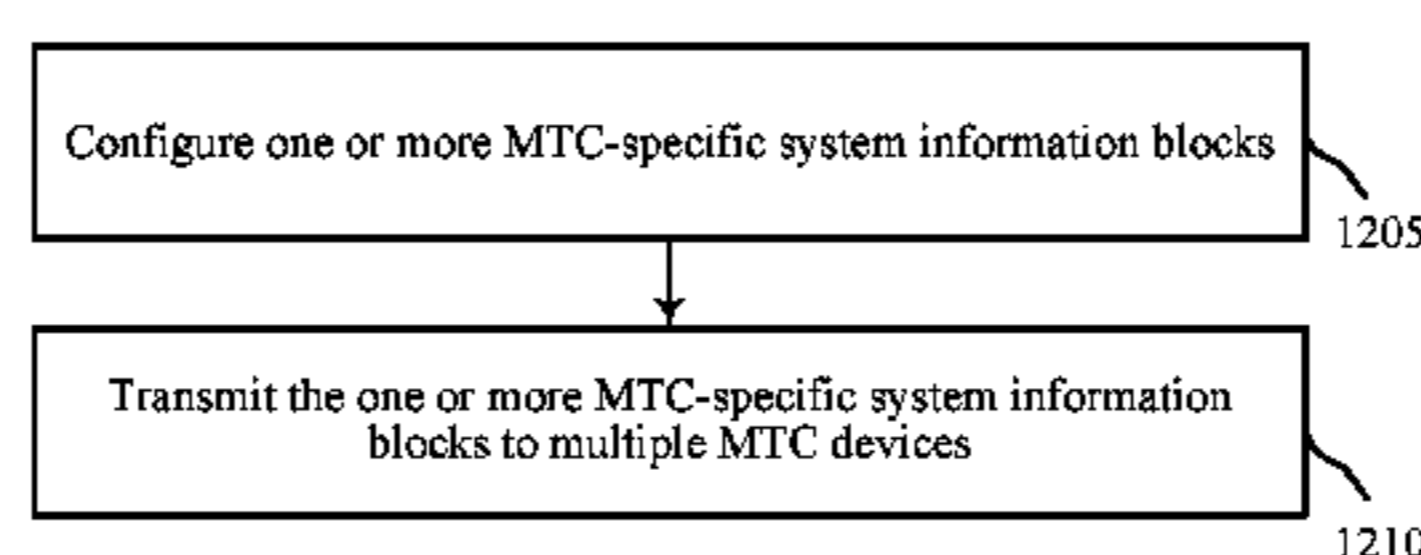 Configure one or more MTC-specific system information blocks
1205
Transmit the one or more MTC-specific system information
blocks to multiple MTC devices
1210